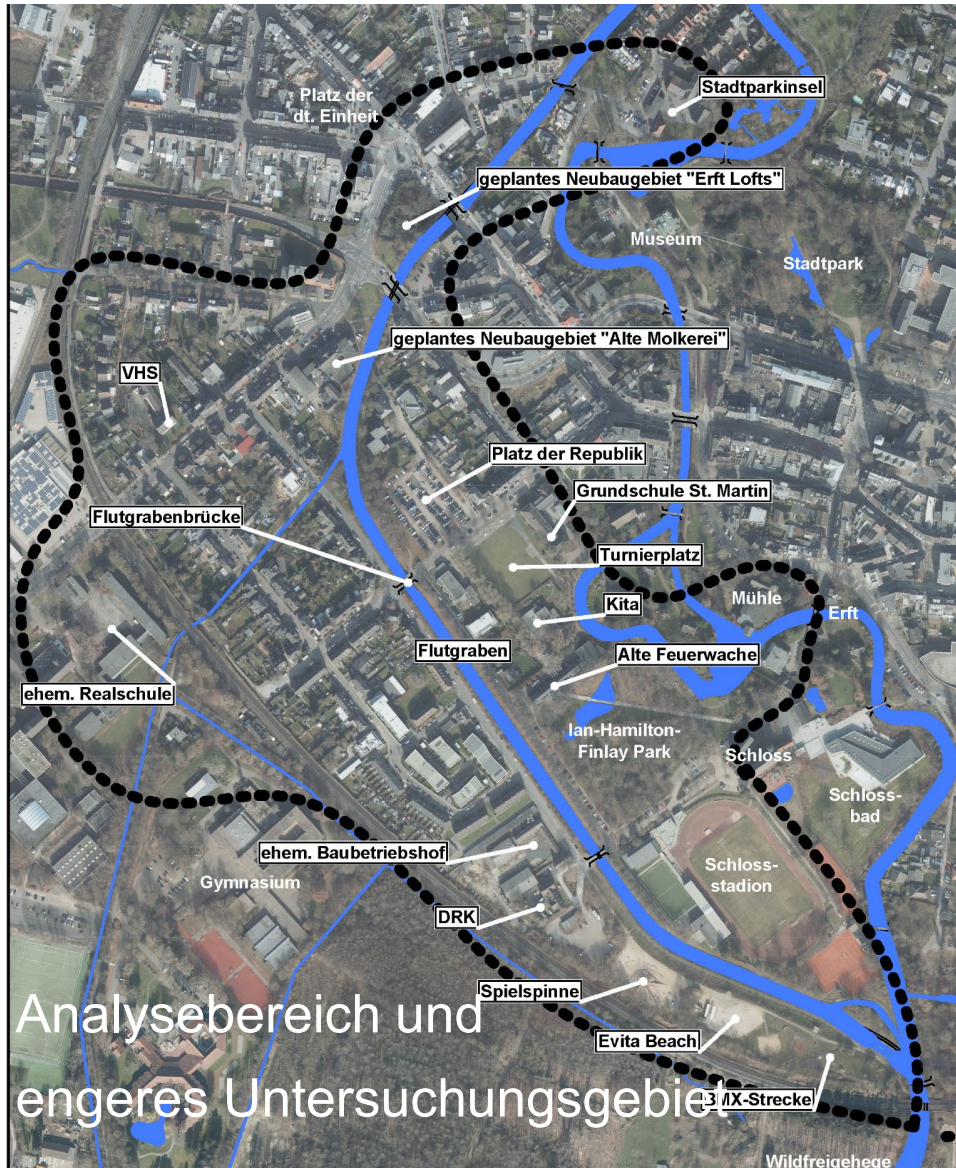 Platz der
dt. Einheit
Stadtparkinsel
geplantes Neubaugebiet "Erft Lofts"
Museum
Stadtpark
geplantes Neubaugebiet "Alte Molkerei"
VHS
Platz der Republik
Grundschule St. Martin
Flutgrabenbrücke
Turnierplatz
Kita
Mühle
Erft
Flutgraben
Alte Feuerwache
ehem. Realschule
Ian-Hamilton-
Finlay Park
Schloss
Schloss-
bad
ehem. Baubetriebshof
Gymnasium
Schloss-
stadion
DRK
Spielspinne
Analysebereich und
Evita Beach
engeres Untersuchungsgebiet
BMX-Strecke
Wildfreigehege